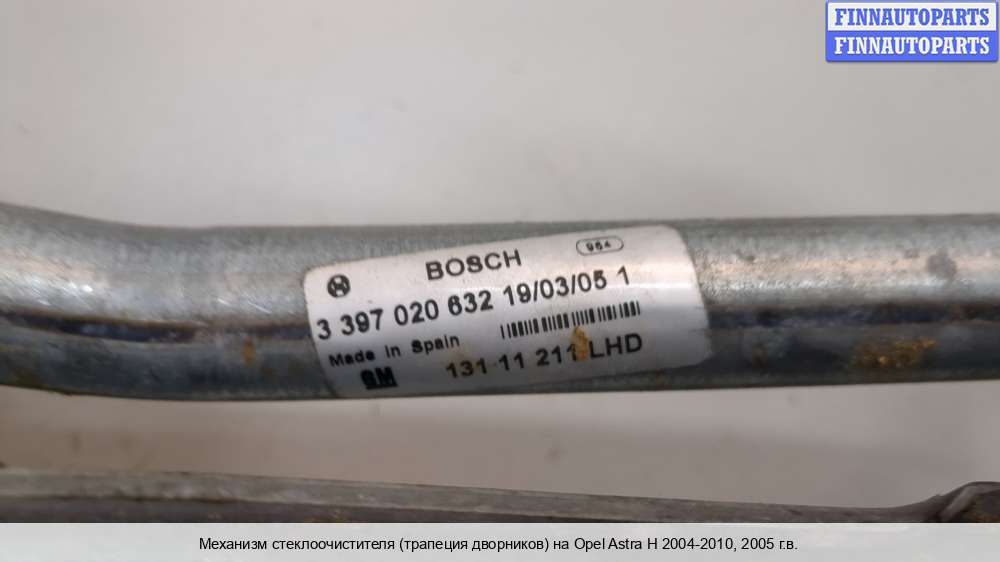 FINNAUTOPARTS
FINNAUTOPARTS
BOSCH 964
3 397 020 632 19/03/05 1
Made in Spain
GM 131 11 211 LHD
Механизм стеклоочистителя (трапеция дворников) на Opel Astra H 2004-2010, 2005 г.в.